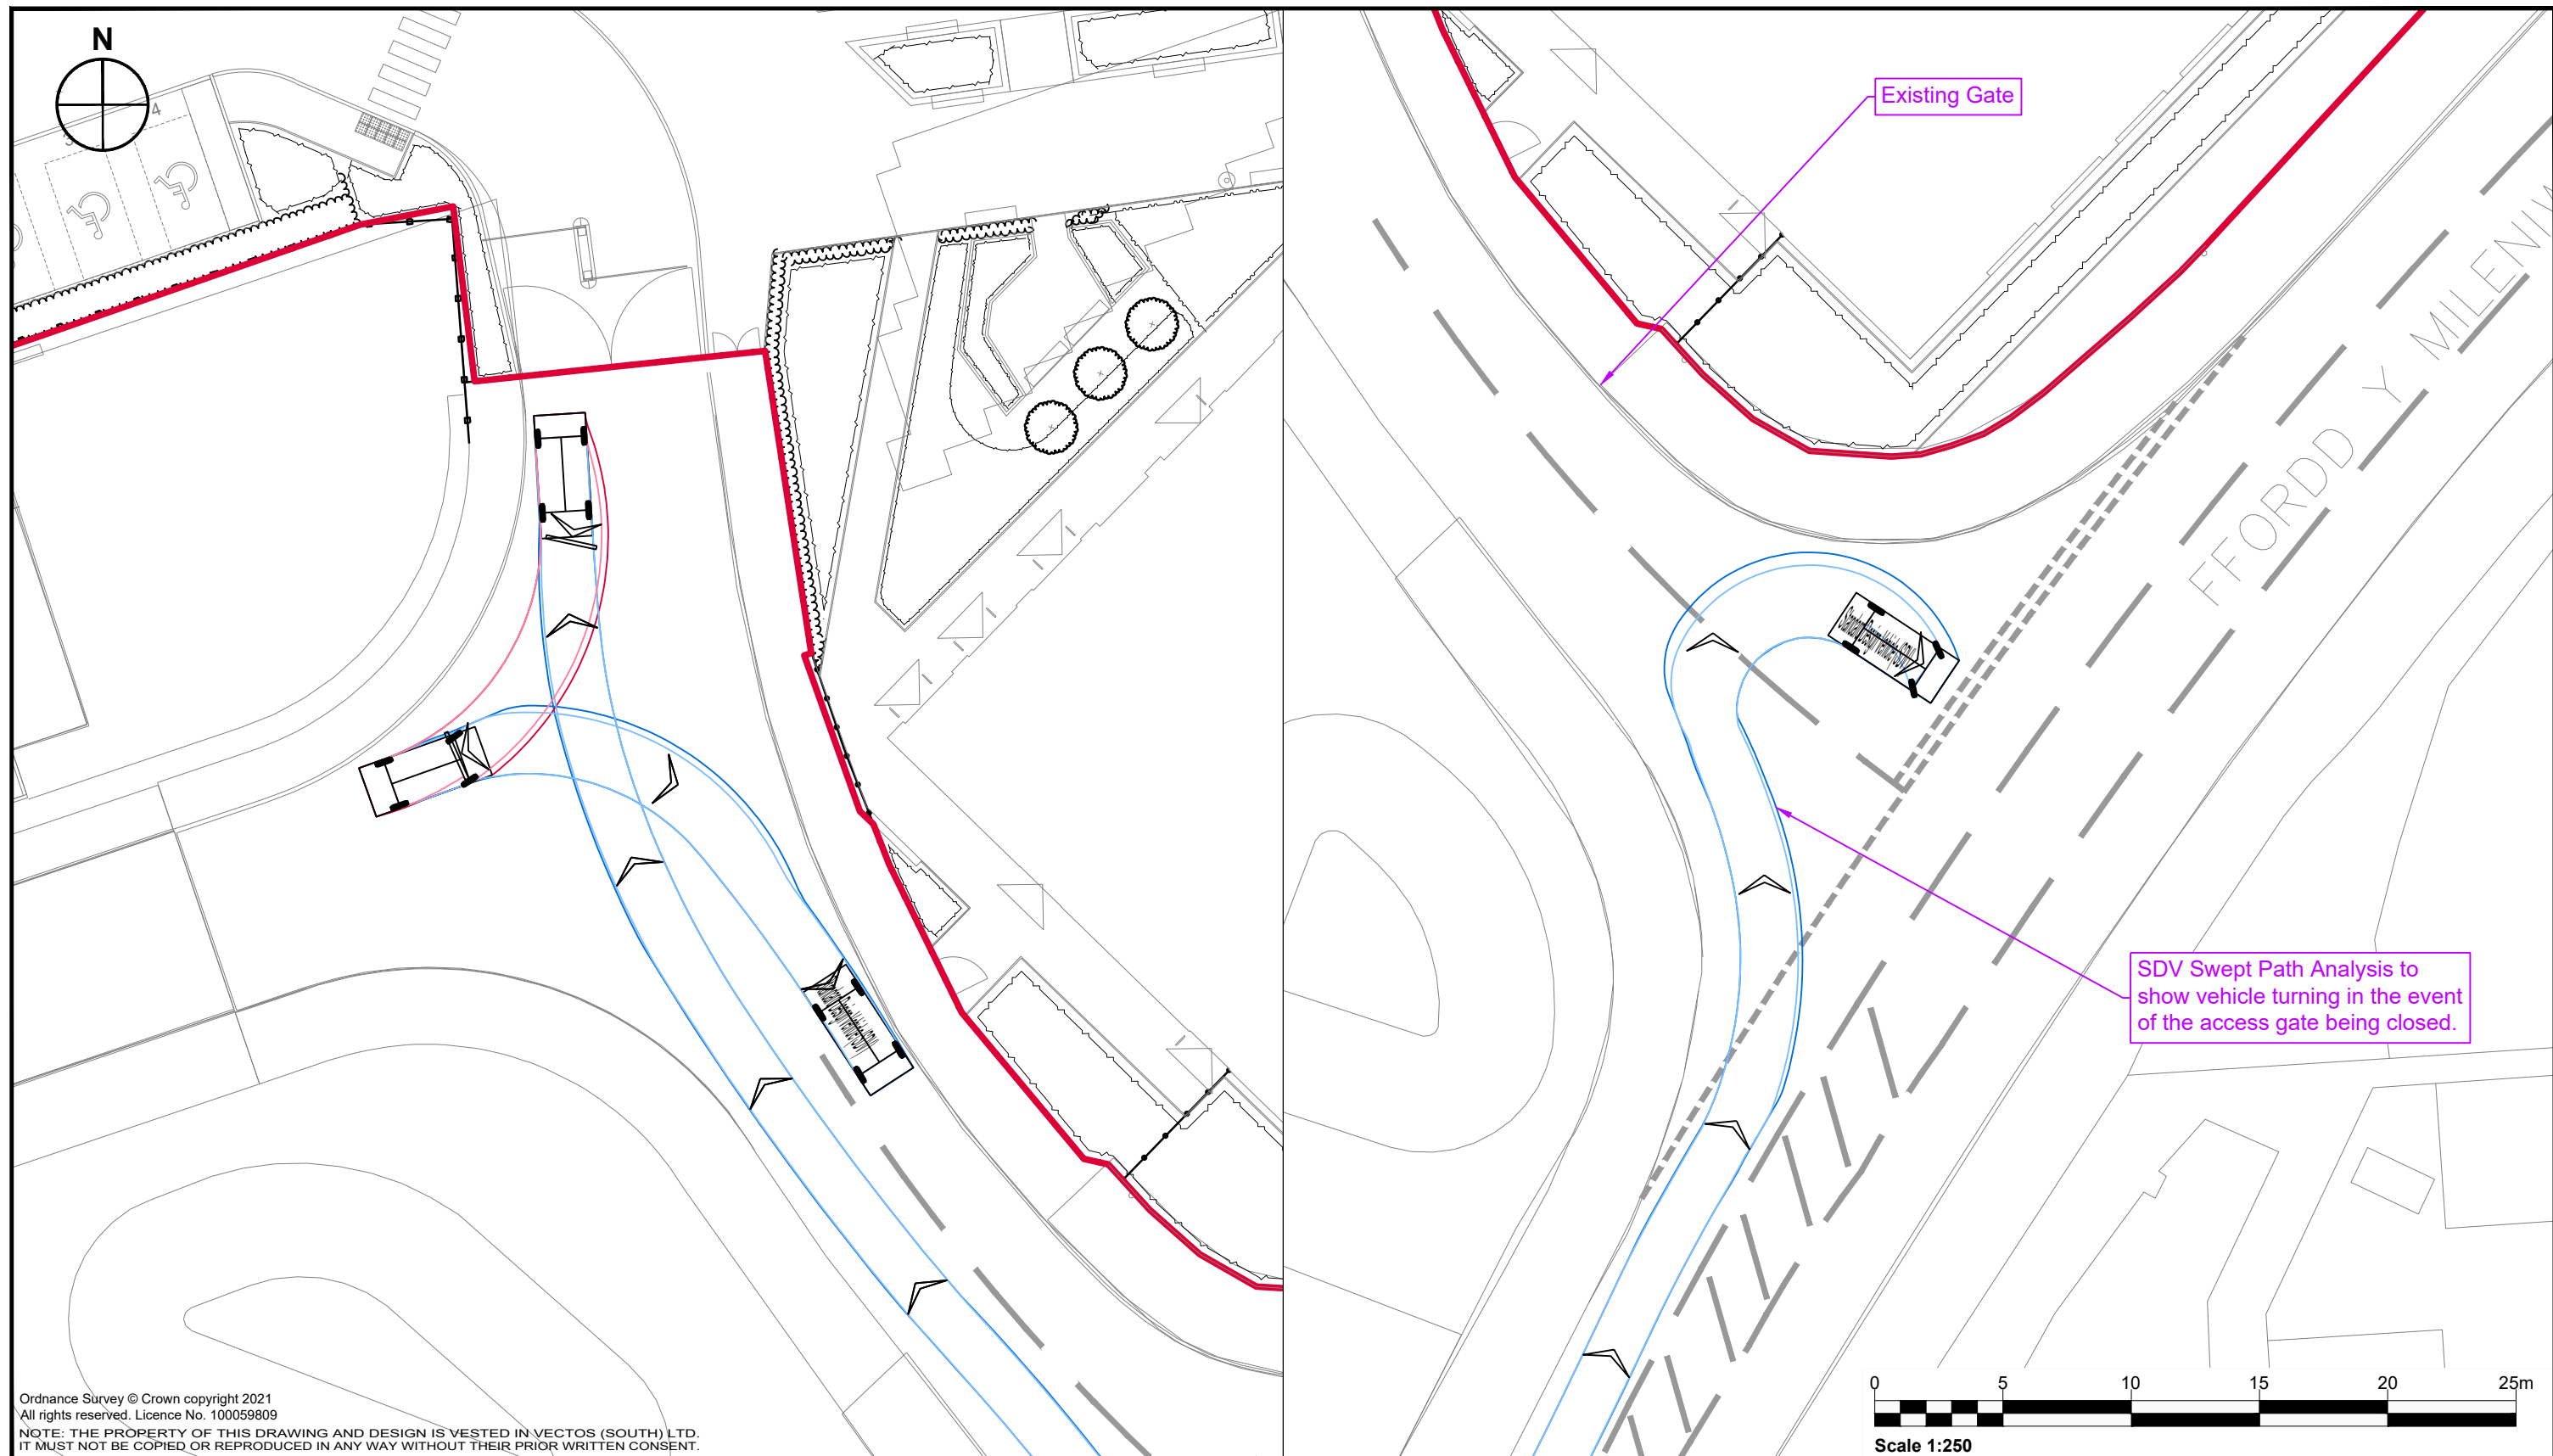 N
3
4
Existing Gate
FFORDD Y MILENIW
SDV Swept Path Analysis to
show vehicle turning in the event
of the access gate being closed.
0 5 10 15 20 25m
Scale 1:250
Ordnance Survey © Crown copyright 2021
All rights reserved. Licence No. 100059809
NOTE: THE PROPERTY OF THIS DRAWING AND DESIGN IS VESTED IN VECTOS (SOUTH) LTD.
IT MUST NOT BE COPIED OR REPRODUCED IN ANY WAY WITHOUT THEIR PRIOR WRITTEN CONSENT.